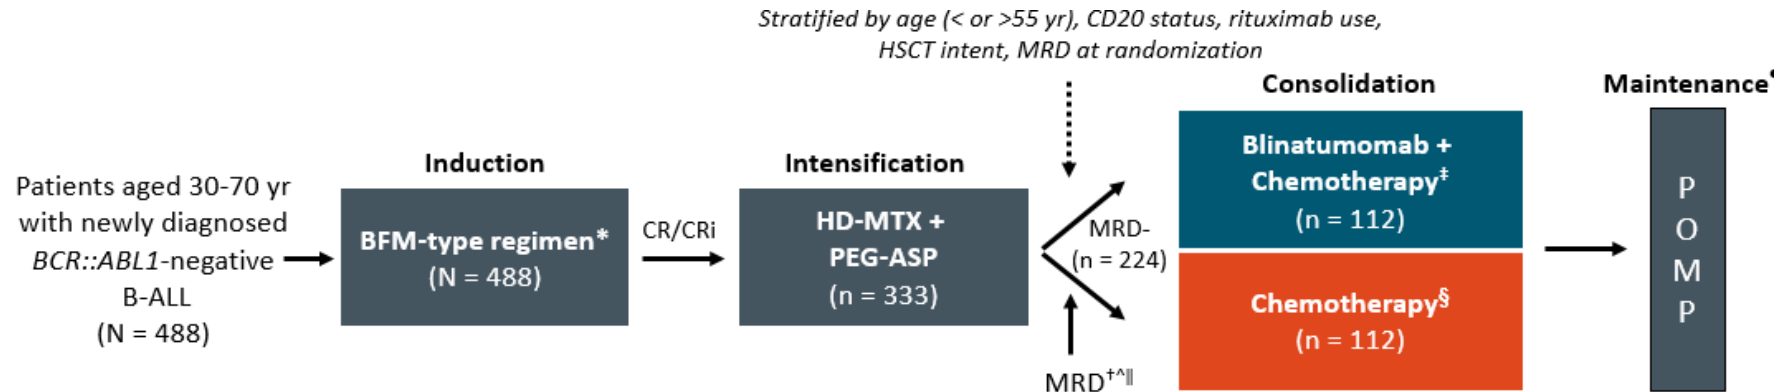 Stratified by age (< or >55 yr), CD20 status, rituximab use,
HSCT intent, MRD at randomization
Patients aged 30-70 yr
with newly diagnosed
BCR::ABL1-negative
B-ALL
(N = 488)
Induction
BFM-type regimen*
(N = 488)
CR/CRi
Intensification
HD-MTX +
PEG-ASP
(n = 333)
MRD-
(n = 224)
MRD†^‖
Consolidation
Blinatumomab +
Chemotherapy‡
(n = 112)
Chemotherapy§
(n = 112)
Maintenance•
P
O
M
P